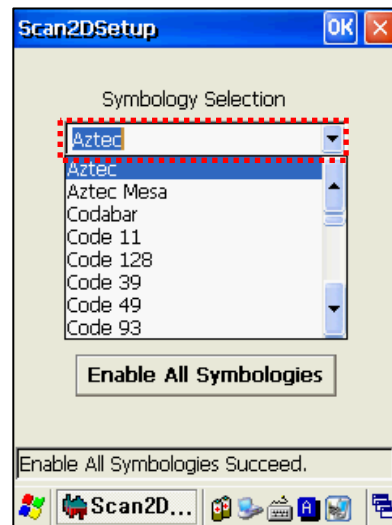 Scan2DSetup OK
Symbology Selection
Aztec
Aztec
Aztec Mesa
Codabar
Code 11
Code 128
Code 39
Code 49
Code 93
Enable All Symbologies
Enable All Symbologies Succeed.
Scan2D... A